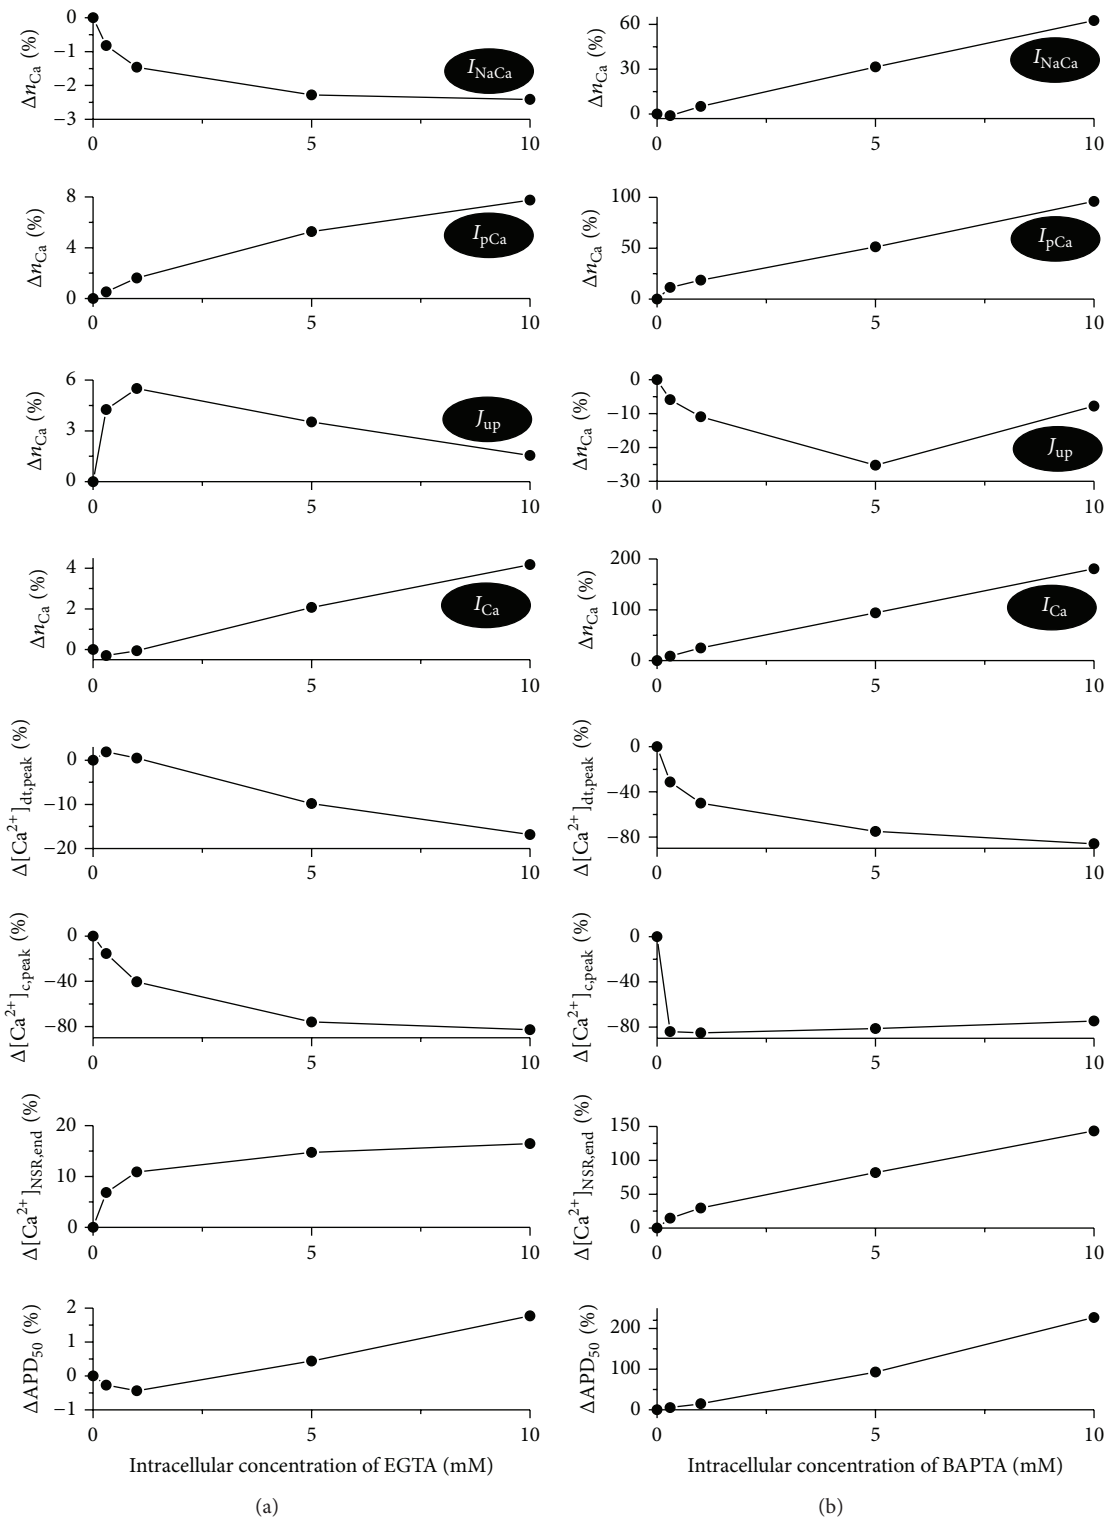 Δn_Ca (%)
0
−1
−2
−3
I_NaCa
0 5 10
Δn_Ca (%)
8
4
0
I_pCa
0 5 10
Δn_Ca (%)
6
3
0
J_up
0 5 10
Δn_Ca (%)
4
2
0
I_Ca
0 5 10
Δ[Ca²⁺]_dt,peak (%)
0
−10
−20
0 5 10
Δ[Ca²⁺]_c,peak (%)
0
−40
−80
0 5 10
Δ[Ca²⁺]_NSR,end (%)
20
10
0
0 5 10
ΔAPD₅₀ (%)
2
1
0
−1
0 5 10
Intracellular concentration of EGTA (mM)
(a)
Δn_Ca (%)
60
30
0
I_NaCa
0 5 10
Δn_Ca (%)
100
50
0
I_pCa
0 5 10
Δn_Ca (%)
0
−10
−20
−30
J_up
0 5 10
Δn_Ca (%)
200
100
0
I_Ca
0 5 10
Δ[Ca²⁺]_dt,peak (%)
0
−40
−80
0 5 10
Δ[Ca²⁺]_c,peak (%)
0
−40
−80
0 5 10
Δ[Ca²⁺]_NSR,end (%)
150
100
50
0
0 5 10
ΔAPD₅₀ (%)
200
100
0
0 5 10
Intracellular concentration of BAPTA (mM)
(b)